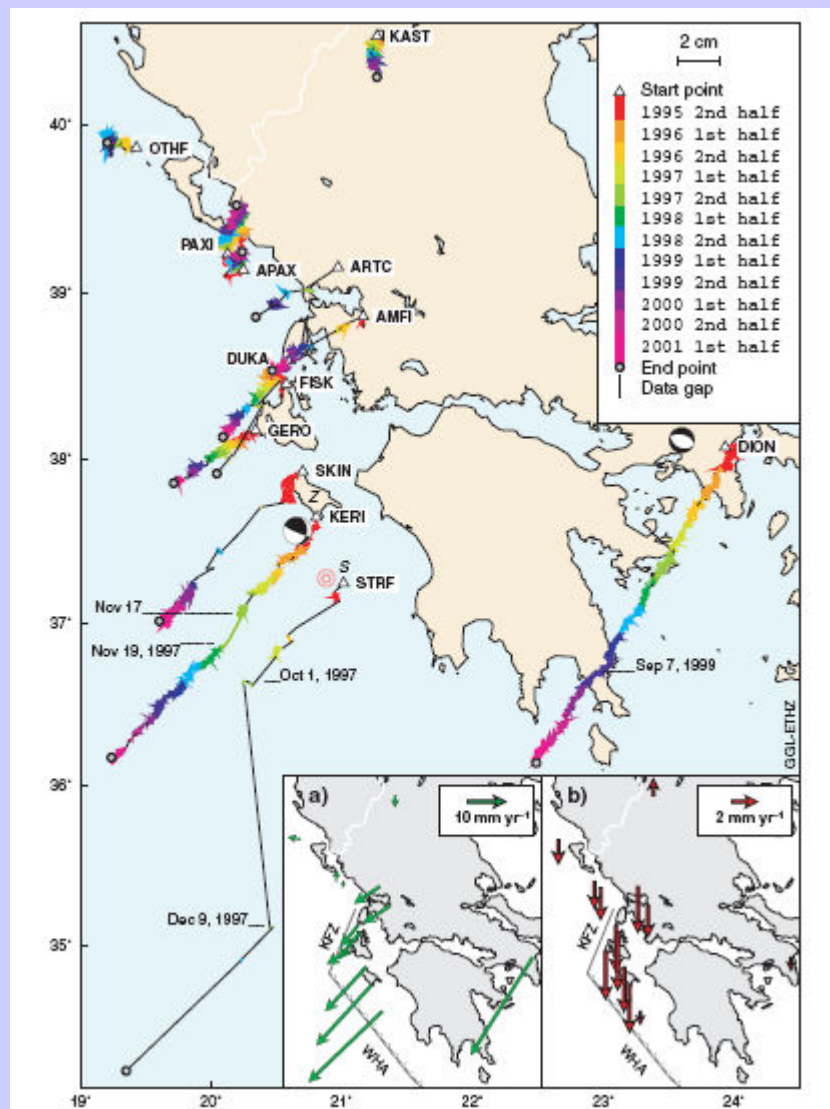 KAST
2 cm
Start point
1995 2nd half
1996 1st half
1996 2nd half
1997 1st half
1997 2nd half
1998 1st half
1998 2nd half
1999 1st half
1999 2nd half
2000 1st half
2000 2nd half
2001 1st half
End point
Data gap
40°
OTHF
PAXI
APAX
ARTC
39°
AMFI
DUKA
FISK
GERO
38°
DION
SKIN
Z
KERI
S
STRF
37°
Nov 17
Nov 19, 1997
Oct 1, 1997
Sep 7, 1999
GGL-ETHZ
36°
a)
10 mm yr⁻¹
b)
2 mm yr⁻¹
Dec 9, 1997
35°
KFZ
WHA
KFZ
WHA
19°
20°
21°
22°
23°
24°